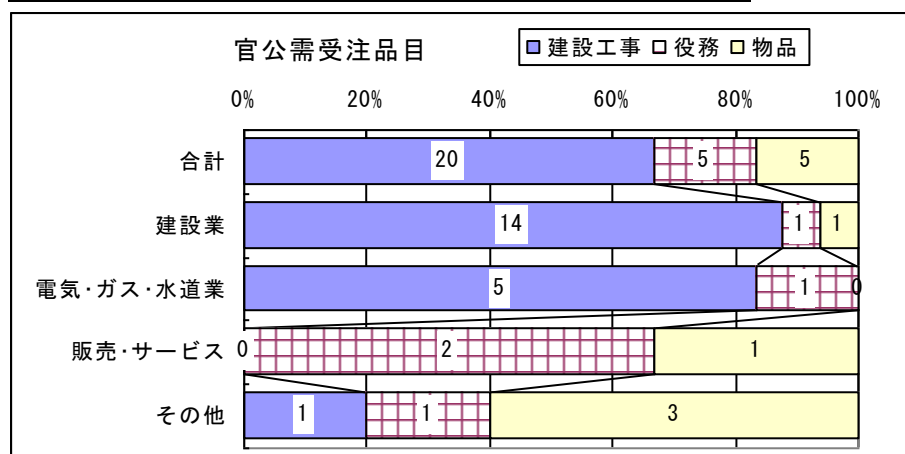 官公需受注品目
建設工事 役務 物品
0% 20% 40% 60% 80% 100%
合計 20 5 5
建設業 14 1 1
電気･ガス･水道業 5 1 0
販売･サービス 0 2 1
その他 1 1 3